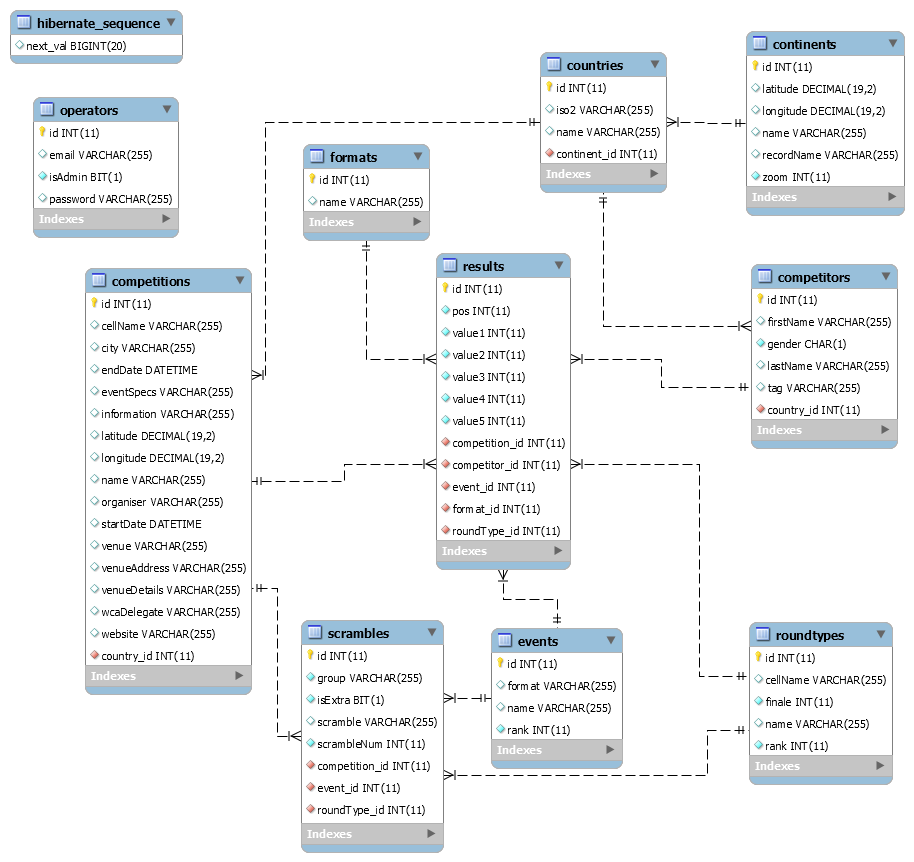 hibernate_sequence
next_val BIGINT(20)
operators
id INT(11)
email VARCHAR(255)
isAdmin BIT(1)
password VARCHAR(255)
Indexes
formats
id INT(11)
name VARCHAR(255)
Indexes
countries
id INT(11)
iso2 VARCHAR(255)
name VARCHAR(255)
continent_id INT(11)
Indexes
continents
id INT(11)
latitude DECIMAL(19,2)
longitude DECIMAL(19,2)
name VARCHAR(255)
recordName VARCHAR(255)
zoom INT(11)
Indexes
competitions
id INT(11)
cellName VARCHAR(255)
city VARCHAR(255)
endDate DATETIME
eventSpecs VARCHAR(255)
information VARCHAR(255)
latitude DECIMAL(19,2)
longitude DECIMAL(19,2)
name VARCHAR(255)
organiser VARCHAR(255)
startDate DATETIME
venue VARCHAR(255)
venueAddress VARCHAR(255)
venueDetails VARCHAR(255)
wcaDelegate VARCHAR(255)
website VARCHAR(255)
country_id INT(11)
Indexes
results
id INT(11)
pos INT(11)
value1 INT(11)
value2 INT(11)
value3 INT(11)
value4 INT(11)
value5 INT(11)
competition_id INT(11)
competitor_id INT(11)
event_id INT(11)
format_id INT(11)
roundType_id INT(11)
Indexes
competitors
id INT(11)
firstName VARCHAR(255)
gender CHAR(1)
lastName VARCHAR(255)
tag VARCHAR(255)
country_id INT(11)
Indexes
scrambles
id INT(11)
group VARCHAR(255)
isExtra BIT(1)
scramble VARCHAR(255)
scrambleNum INT(11)
competition_id INT(11)
event_id INT(11)
roundType_id INT(11)
Indexes
events
id INT(11)
format VARCHAR(255)
name VARCHAR(255)
rank INT(11)
Indexes
roundtypes
id INT(11)
cellName VARCHAR(255)
finale INT(11)
name VARCHAR(255)
rank INT(11)
Indexes